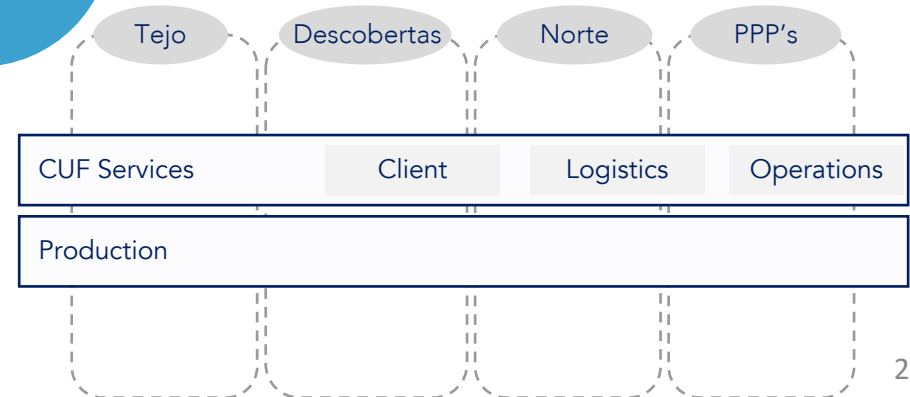 Tejo Descobertas Norte PPP's
CUF Services Client Logistics Operations
Production
2